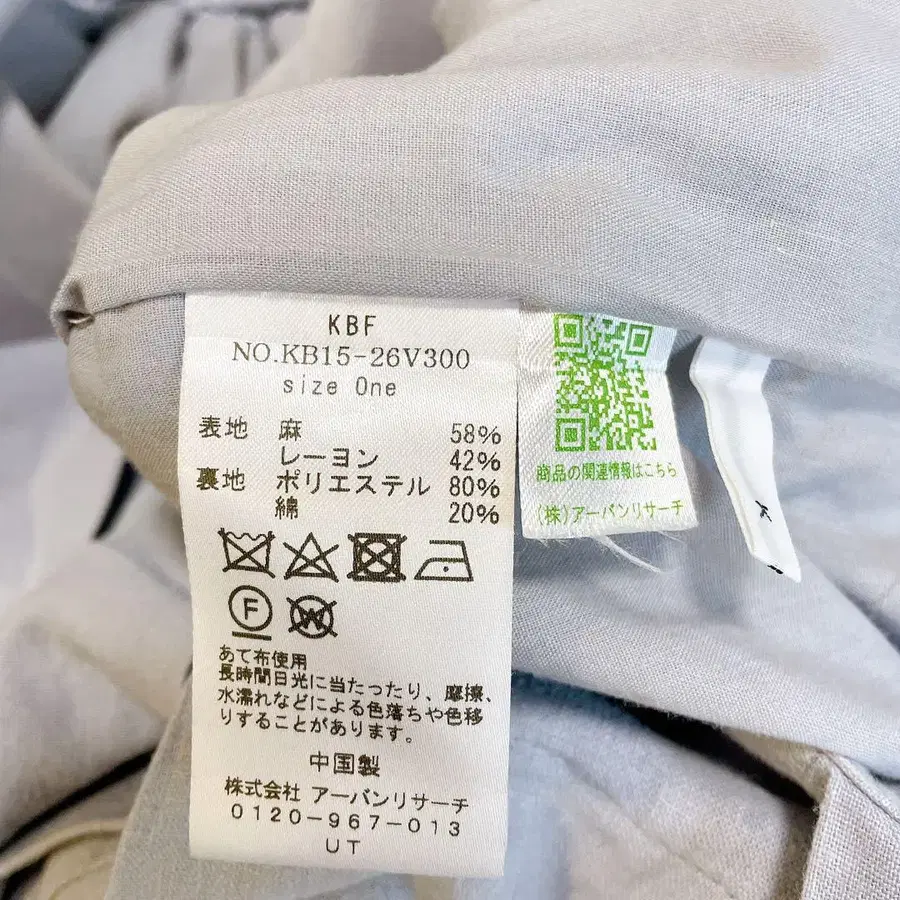 KBF
NO.KB15-26V300
size One
表地 麻 58%
レーヨン 42%
裏地 ポリエステル 80%
綿 20%
F
W
あて布使用
長時間日光に当たったり、摩擦、
水濡れなどによる色落ちや色移
りすることがあります。
中国製
株式会社 アーバンリサーチ
0120-967-013
UT
商品の関連情報はこちら
(株)アーバンリサーチ